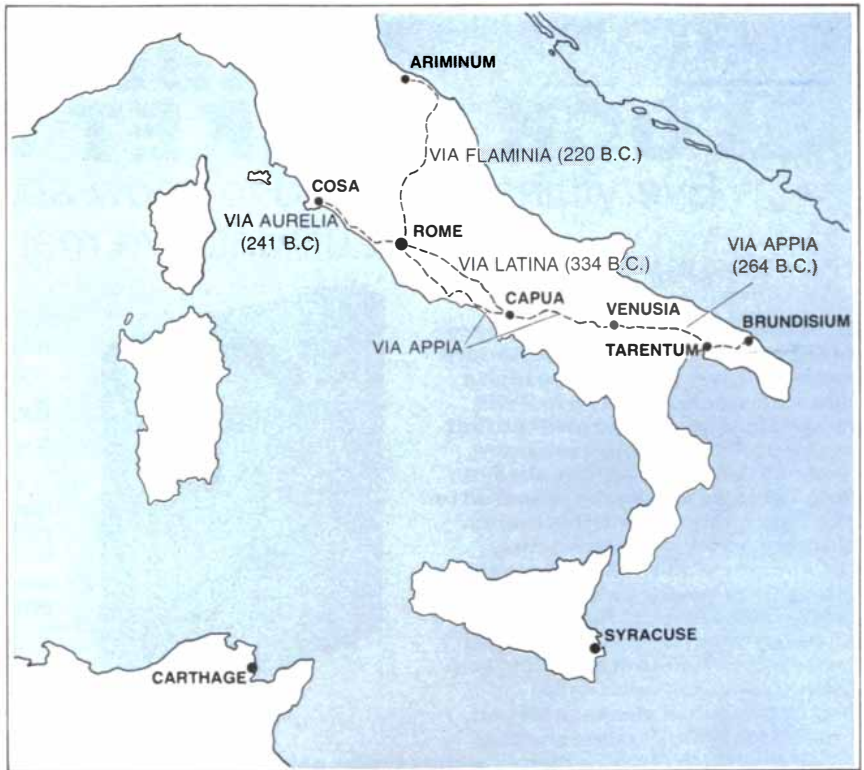 ARIMINUM
VIA FLAMINIA (220 B.C.)
COSA
VIA AURELIA
(241 B.C)
ROME
VIA LATINA (334 B.C.)
VIA APPIA
(264 B.C.)
CAPUA
VENUSIA
BRUNDISIUM
VIA APPIA
TARENTUM
SYRACUSE
CARTHAGE